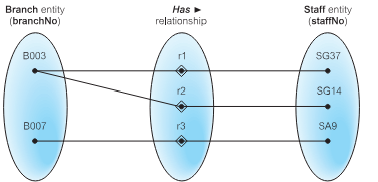 Branch entity
(branchNo)
Has ►
relationship
Staff entity
(staffNo)
B003
r1
SG37
r2
SG14
B007
r3
SA9